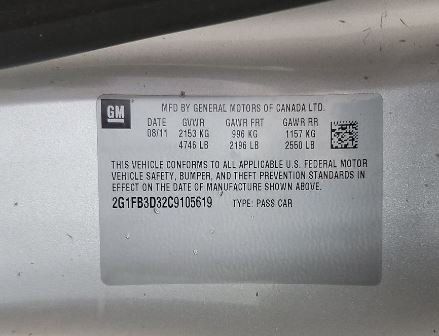 GM
MFD BY GENERAL MOTORS OF CANADA LTD.
DATE GVWR GAWR FRT GAWR RR
08/11 2153 KG 996 KG 1157 KG
4746 LB 2196 LB 2550 LB
THIS VEHICLE CONFORMS TO ALL APPLICABLE U.S. FEDERAL MOTOR
VEHICLE SAFETY, BUMPER, AND THEFT PREVENTION STANDARDS IN
EFFECT ON THE DATE OF MANUFACTURE SHOWN ABOVE.
2G1FB3D32C9105619 TYPE: PASS CAR